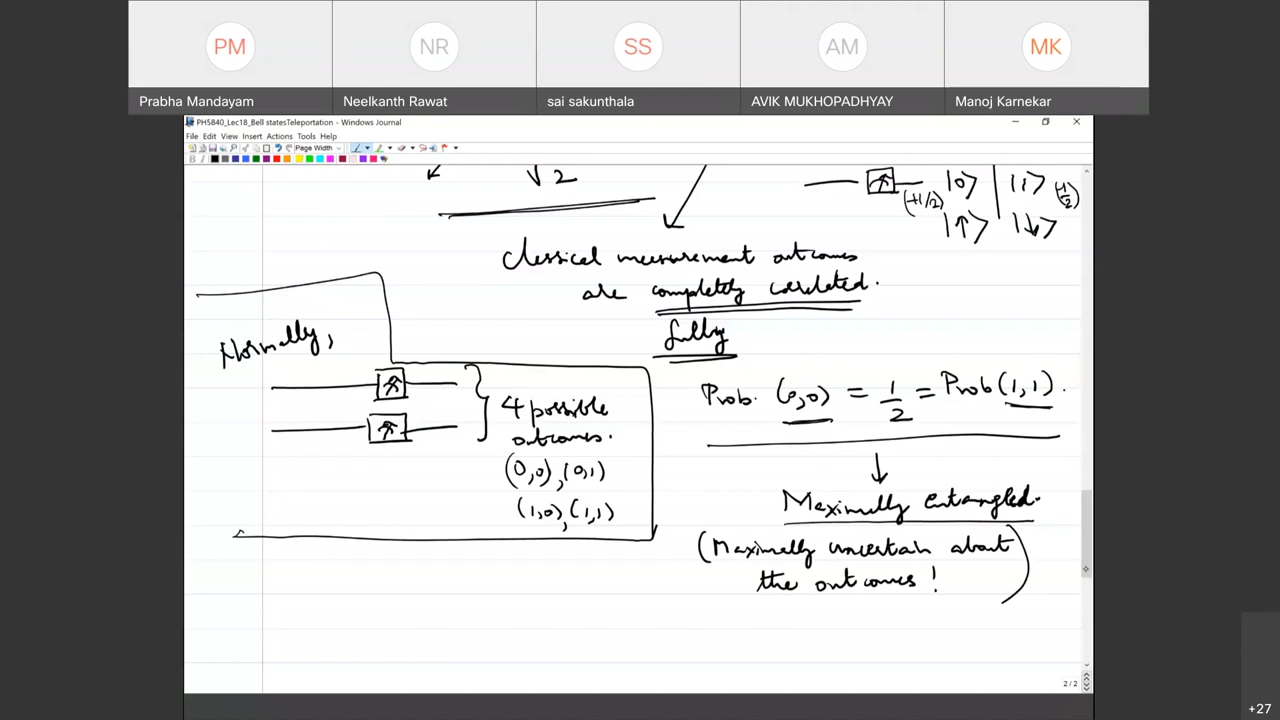 PM
NR
SS
AM
MK
Prabha Mandayam
Neelkanth Rawat
sai sakunthala
AVIK MUKHOPADHYAY
Manoj Karnekar
PH5840_Lec18_Bell statesTeleportation - Windows Journal
File Edit View Insert Actions Tools Help
Page Width
B I
√2
|0⟩ | |1⟩
(+1/2) (-1/2)
|↑⟩ |↓⟩
Classical measurement outcomes
are completely correlated.
fully
Normally,
4 possible
outcomes.
(0,0), (0,1)
(1,0), (1,1)
Prob. (0,0) = 1/2 = Prob (1,1).
Maximally entangled.
(Maximally uncertain about
the outcomes!)
2 / 2
+27